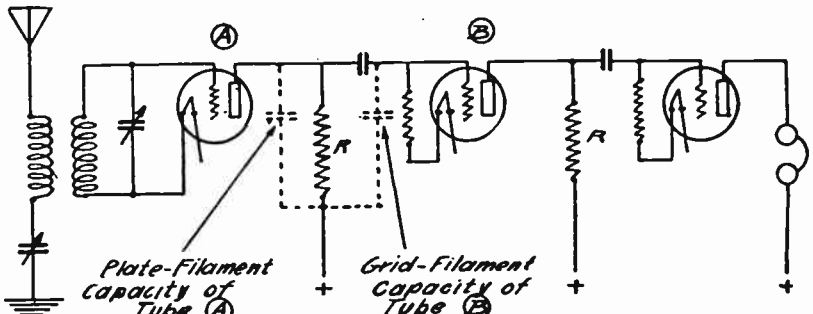 A
B
R
R
Plate-Filament
Capacity of
Tube A
Grid-Filament
Capacity of
Tube B
+
+
+